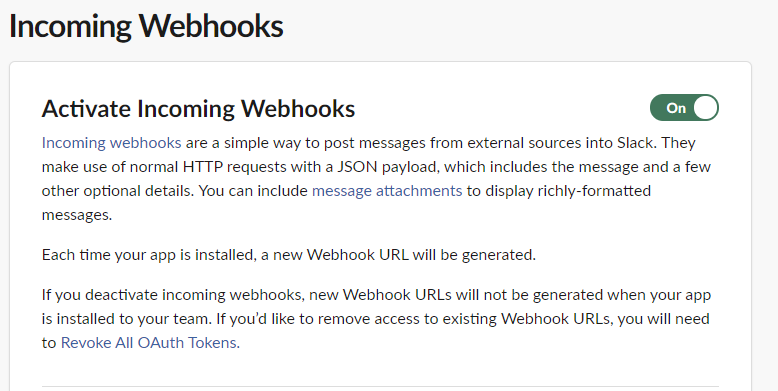 Incoming Webhooks
Activate Incoming Webhooks
On
Incoming webhooks are a simple way to post messages from external sources into Slack. They
make use of normal HTTP requests with a JSON payload, which includes the message and a few
other optional details. You can include message attachments to display richly-formatted
messages.
Each time your app is installed, a new Webhook URL will be generated.
If you deactivate incoming webhooks, new Webhook URLs will not be generated when your app
is installed to your team. If you’d like to remove access to existing Webhook URLs, you will need
to Revoke All OAuth Tokens.